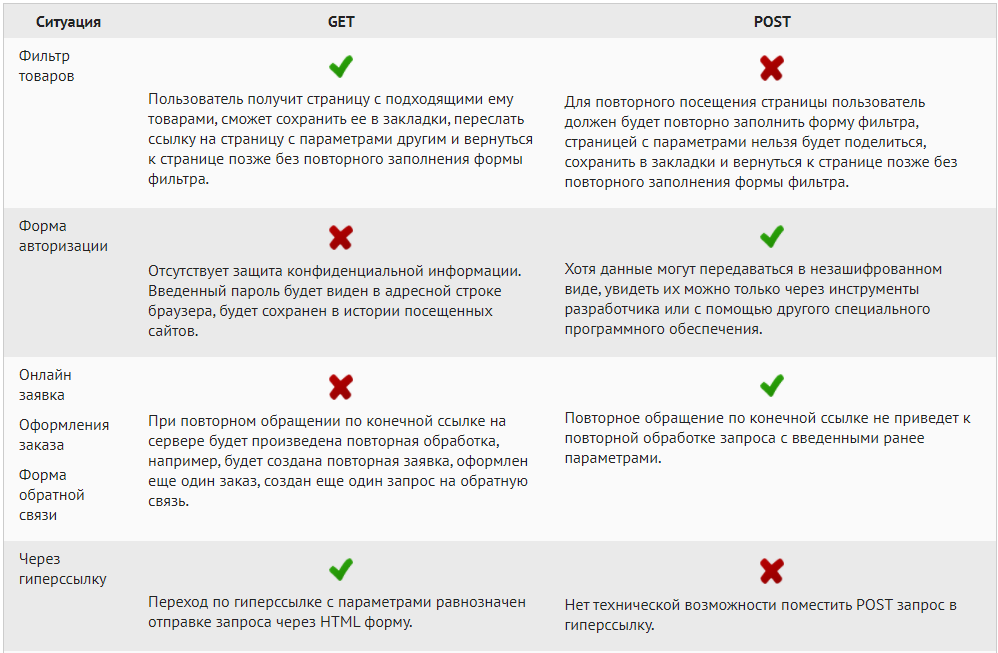 Ситуация
GET
POST
Фильтр
товаров
Пользователь получит страницу с подходящими ему
товарами, сможет сохранить ее в закладки, переслать
ссылку на страницу с параметрами другим и вернуться
к странице позже без повторного заполнения формы
фильтра.
Для повторного посещения страницы пользователь
должен будет повторно заполнить форму фильтра,
страницей с параметрами нельзя будет поделиться,
сохранить в закладки и вернуться к странице позже без
повторного заполнения формы фильтра.
Форма
авторизации
Отсутствует защита конфиденциальной информации.
Введенный пароль будет виден в адресной строке
браузера, будет сохранен в истории посещенных
сайтов.
Хотя данные могут передаваться в незашифрованном
виде, увидеть их можно только через инструменты
разработчика или с помощью другого специального
программного обеспечения.
Онлайн
заявка
Оформления
заказа
Форма
обратной
связи
При повторном обращении по конечной ссылке на
сервере будет произведена повторная обработка,
например, будет создана повторная заявка, оформлен
еще один заказ, создан еще один запрос на обратную
связь.
Повторное обращение по конечной ссылке не приведет к
повторной обработке запроса с введенными ранее
параметрами.
Через
гиперссылку
Переход по гиперссылке с параметрами равнозначен
отправке запроса через HTML форму.
Нет технической возможности поместить POST запрос в
гиперссылку.